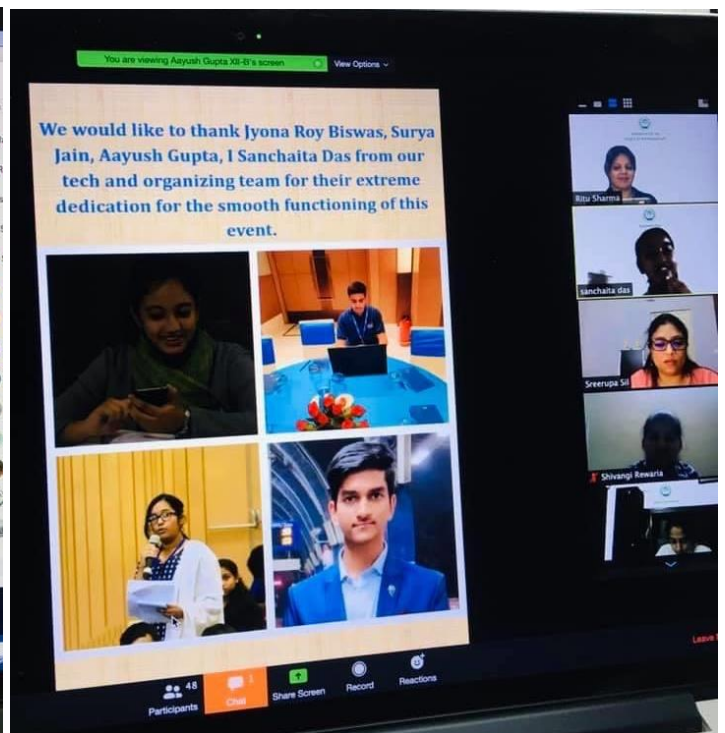 You are viewing Aayush Gupta XII-B's screen
View Options
We would like to thank Jyona Roy Biswas, Surya
Jain, Aayush Gupta, I Sanchaita Das from our
tech and organizing team for their extreme
dedication for the smooth functioning of this
event.
Ritu Sharma
sanchaita das
Sreerupa Sil
Shivangi Rewaria
48
Participants
1
Chat
Share Screen
Record
Reactions
Leave